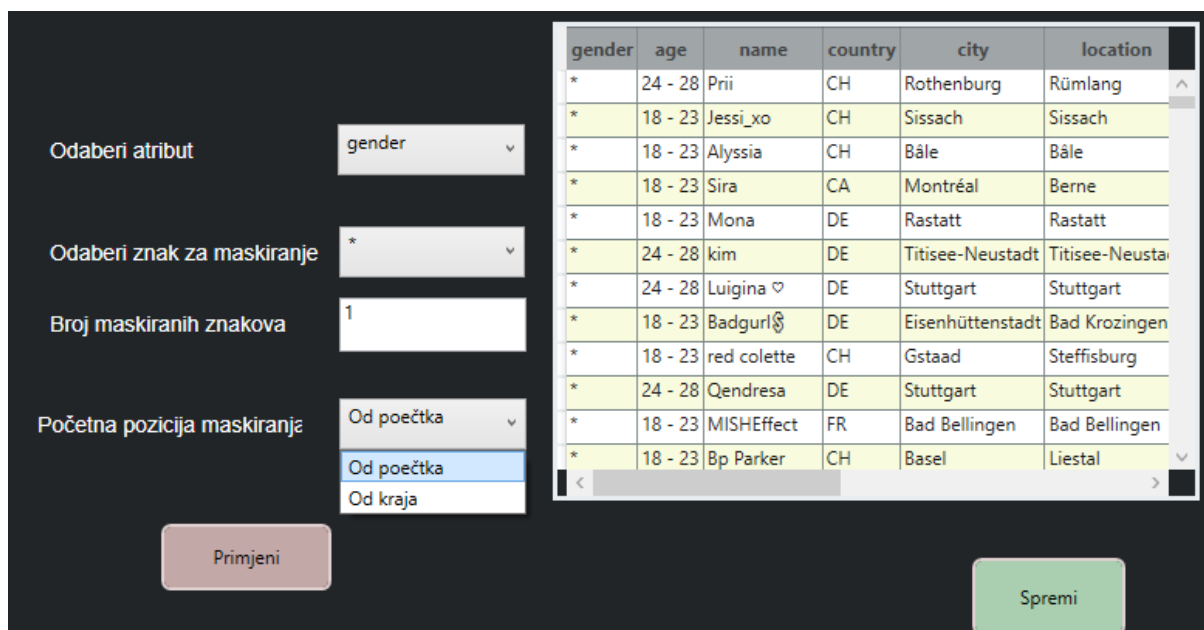 Odaberi atribut
gender
Odaberi znak za maskiranje
*
Broj maskiranih znakova
1
Početna pozicija maskiranja
Od poečtka
Od poečtka
Od kraja
Primjeni
gender age name country city location
* 24 - 28 Prii CH Rothenburg Rümlang
* 18 - 23 Jessi_xo CH Sissach Sissach
* 18 - 23 Alyssia CH Bâle Bâle
* 18 - 23 Sira CA Montréal Berne
* 18 - 23 Mona DE Rastatt Rastatt
* 24 - 28 kim DE Titisee-Neustadt Titisee-Neusta
* 24 - 28 Luigina ♡ DE Stuttgart Stuttgart
* 18 - 23 Badgurl DE Eisenhüttenstadt Bad Krozingen
* 18 - 23 red colette CH Gstaad Steffisburg
* 24 - 28 Qendresa DE Stuttgart Stuttgart
* 18 - 23 MISHEffect FR Bad Bellingen Bad Bellingen
* 18 - 23 Bp Parker CH Basel Liestal
Spremi